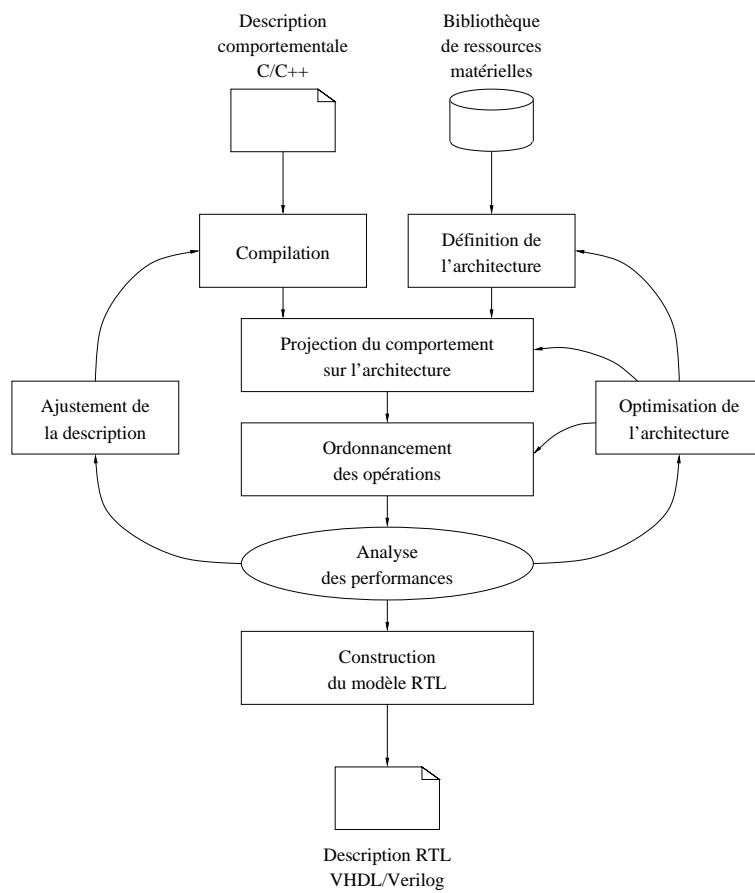 Description
comportementale
C/C++
Bibliothèque
de ressources
matérielles
Compilation
Définition de
l'architecture
Projection du comportement
sur l'architecture
Ajustement de
la description
Ordonnancement
des opérations
Optimisation de
l'architecture
Analyse
des performances
Construction
du modèle RTL
Description RTL
VHDL/Verilog